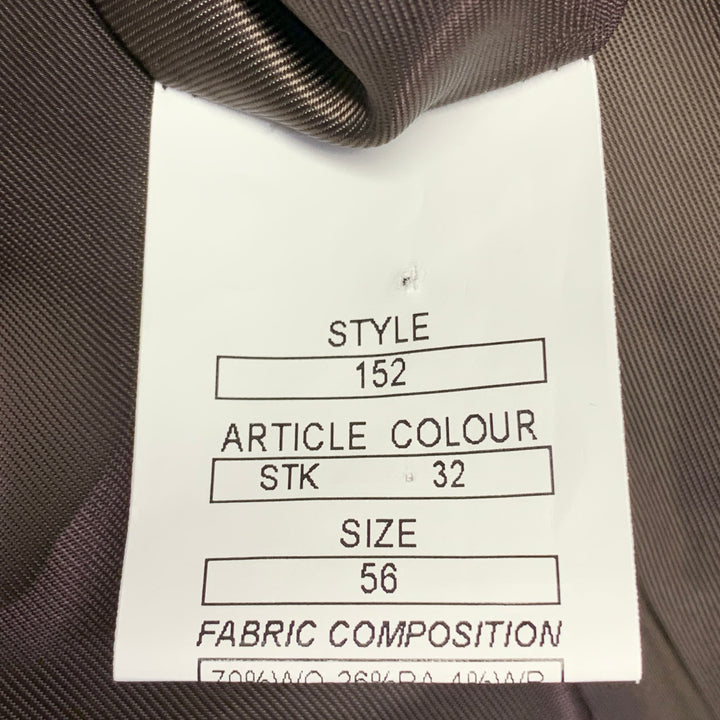 STYLE
152
ARTICLE COLOUR
STK 32
SIZE
56
FABRIC COMPOSITION